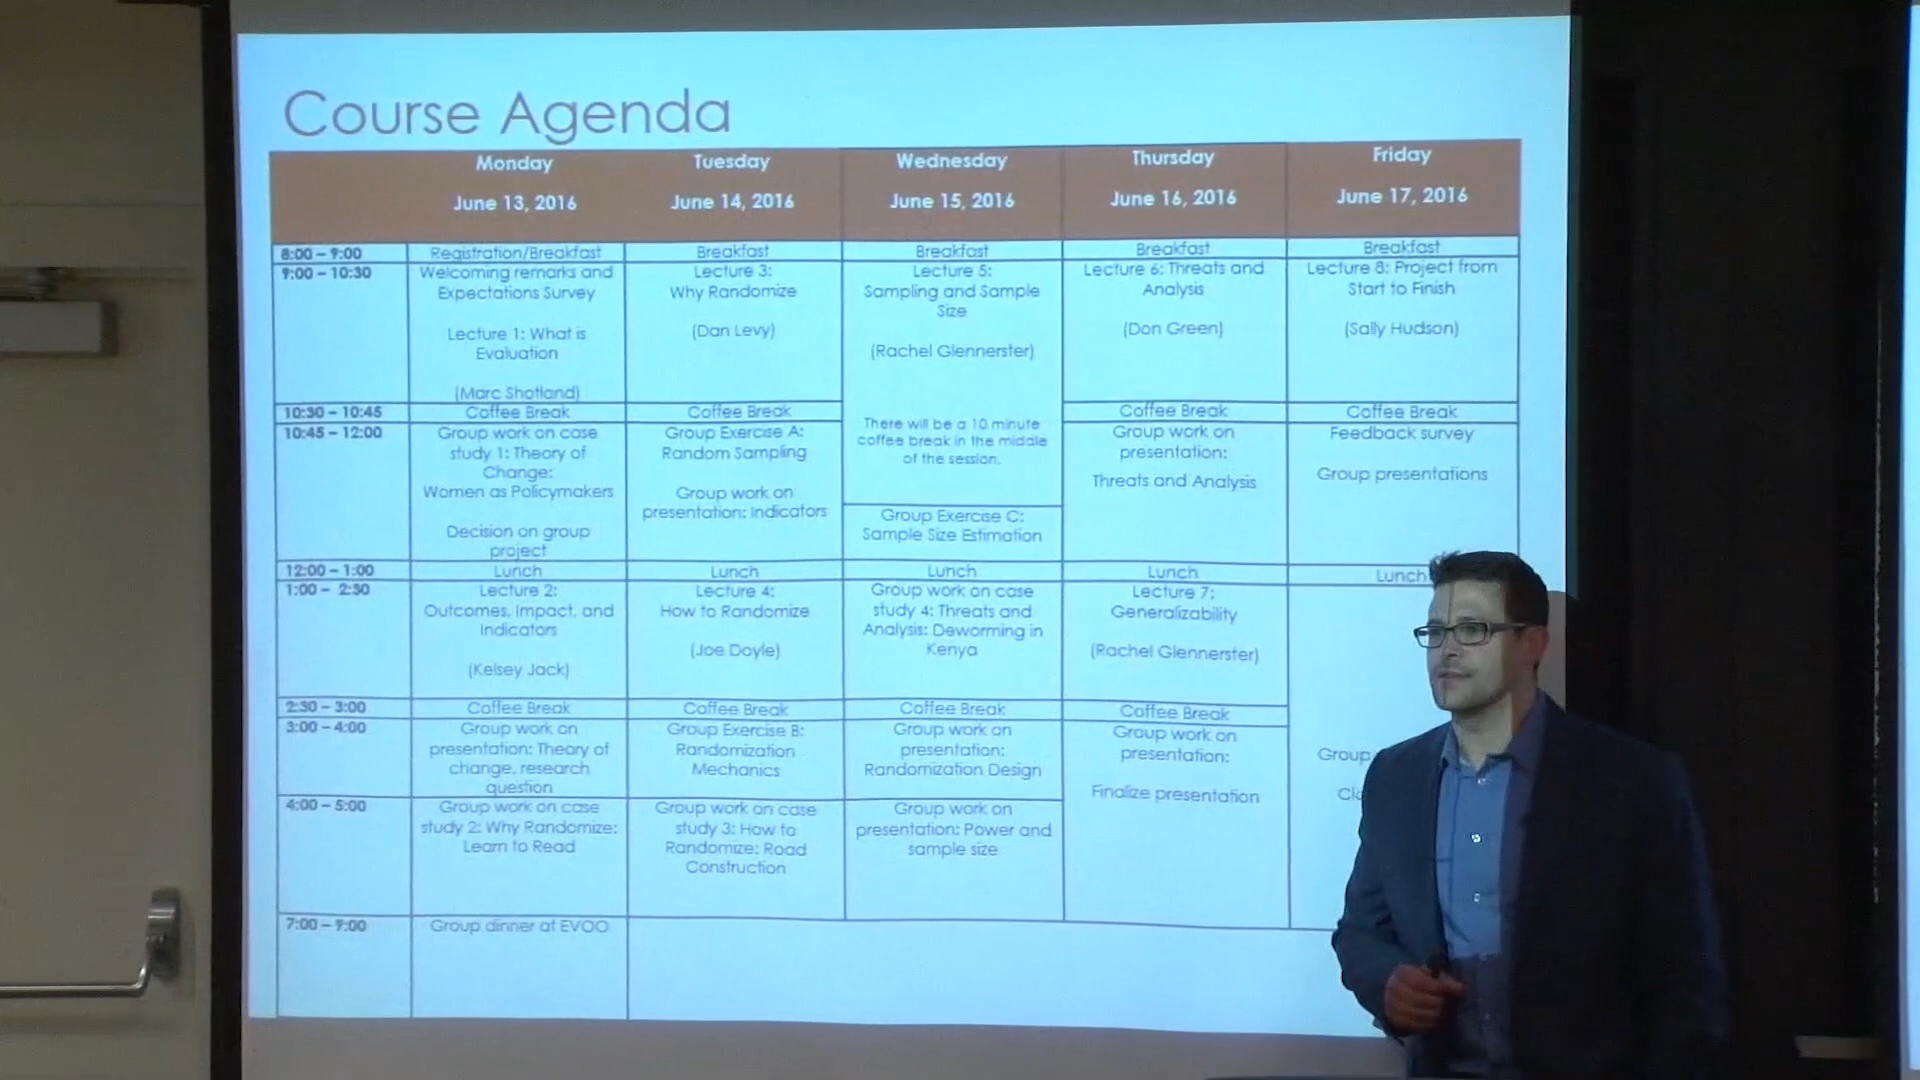 Course Agenda
Monday
June 13, 2016
Tuesday
June 14, 2016
Wednesday
June 15, 2016
Thursday
June 16, 2016
Friday
June 17, 2016
8:00 – 9:00
Registration/Breakfast
Breakfast
Breakfast
Breakfast
Breakfast
9:00 – 10:30
Welcoming remarks and
Expectations Survey
Lecture 1: What is
Evaluation
(Marc Shotland)
Lecture 3:
Why Randomize
(Dan Levy)
Lecture 5:
Sampling and Sample
Size
(Rachel Glennerster)
There will be a 10 minute
coffee break in the middle
of the session.
Lecture 6: Threats and
Analysis
(Don Green)
Lecture 8: Project from
Start to Finish
(Sally Hudson)
10:30 – 10:45
Coffee Break
Coffee Break
Coffee Break
Coffee Break
10:45 – 12:00
Group work on case
study 1: Theory of
Change:
Women as Policymakers
Decision on group
project
Group Exercise A:
Random Sampling
Group work on
presentation: Indicators
Group Exercise C:
Sample Size Estimation
Group work on
presentation:
Threats and Analysis
Feedback survey
Group presentations
12:00 – 1:00
Lunch
Lunch
Lunch
Lunch
Lunch
1:00 – 2:30
Lecture 2:
Outcomes, Impact, and
Indicators
(Kelsey Jack)
Lecture 4:
How to Randomize
(Joe Doyle)
Group work on case
study 4: Threats and
Analysis: Deworming in
Kenya
Lecture 7:
Generalizability
(Rachel Glennerster)
Group
2:30 – 3:00
Coffee Break
Coffee Break
Coffee Break
Coffee Break
3:00 – 4:00
Group work on
presentation: Theory of
change, research
question
Group Exercise B:
Randomization
Mechanics
Group work on
presentation:
Randomization Design
Group work on
presentation:
Finalize presentation
4:00 – 5:00
Group work on case
study 2: Why Randomize:
Learn to Read
Group work on case
study 3: How to
Randomize: Road
Construction
Group work on
presentation: Power and
sample size
7:00 – 9:00
Group dinner at EVOO